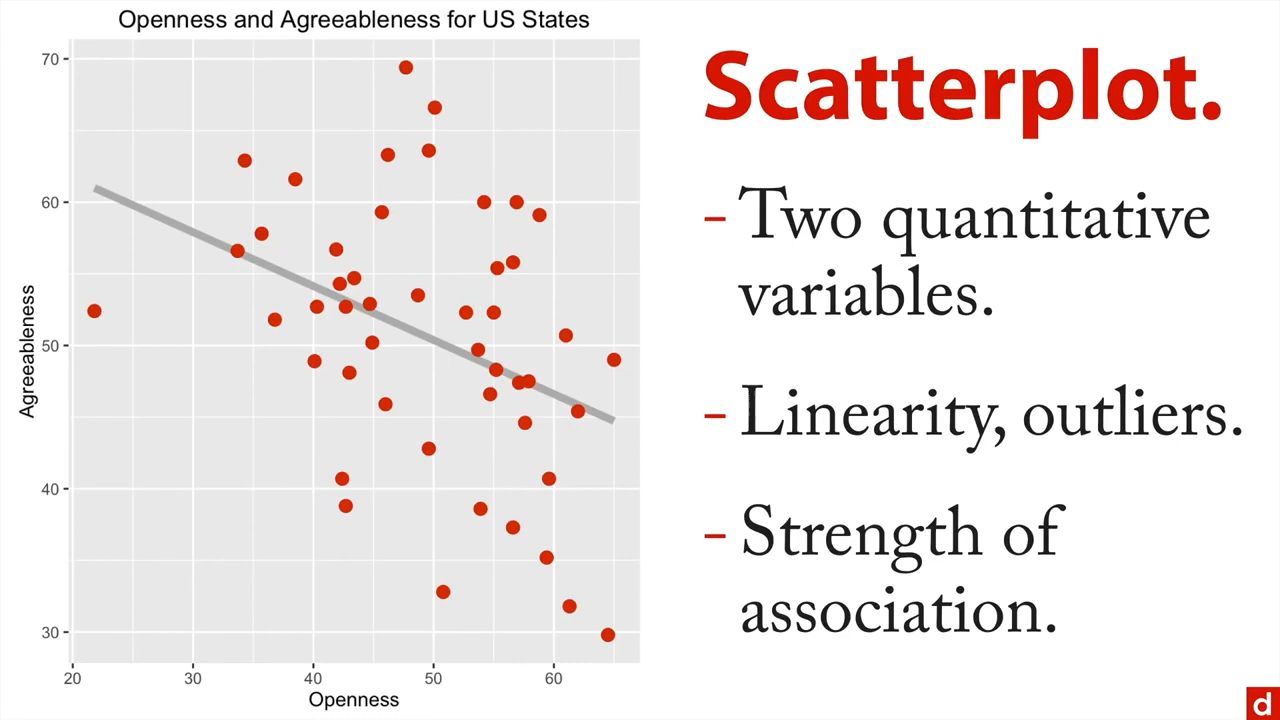 Openness and Agreeableness for US States
70
60
50
40
30
Agreeableness
20 30 40 50 60
Openness
Scatterplot.
- Two quantitative
variables.
- Linearity, outliers.
- Strength of
association.
d